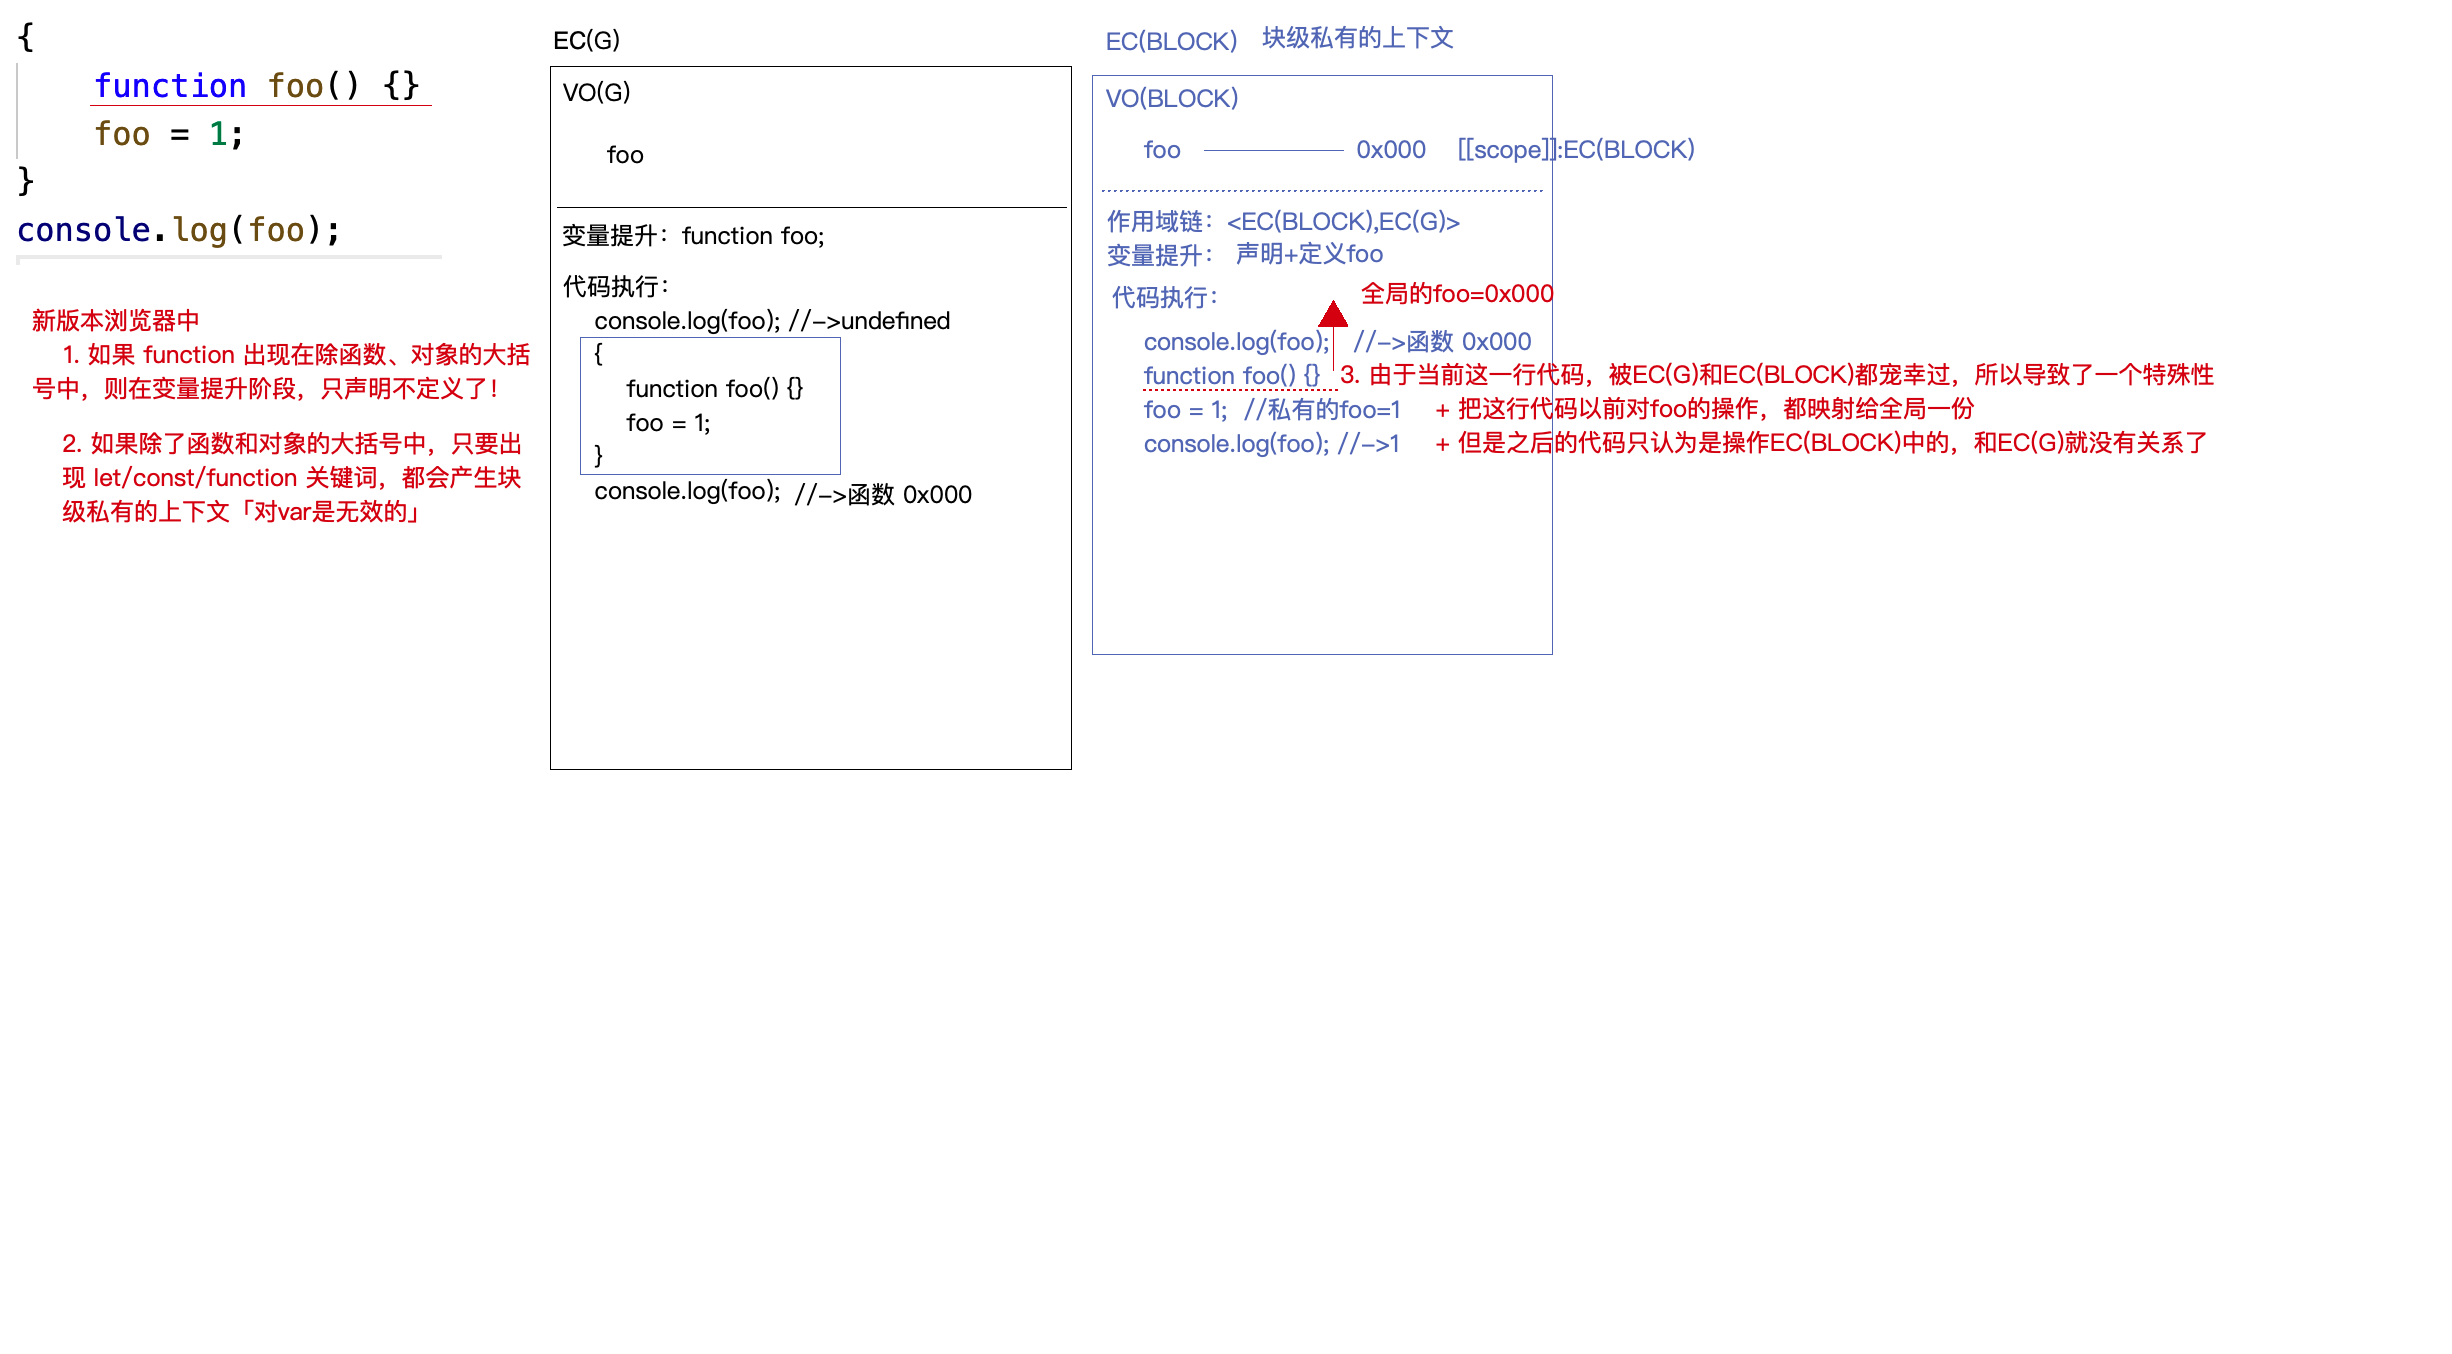 {
function foo() {}
foo = 1;
}
console.log(foo);
新版本浏览器中
1. 如果 function 出现在除函数、对象的大括
号中，则在变量提升阶段，只声明不定义了！
2. 如果除了函数和对象的大括号中，只要出
现 let/const/function 关键词，都会产生块
级私有的上下文「对var是无效的」
EC(G)
VO(G)
foo
变量提升：function foo;
代码执行：
console.log(foo); //->undefined
{
function foo() {}
foo = 1;
}
console.log(foo); //->函数 0x000
EC(BLOCK) 块级私有的上下文
VO(BLOCK)
foo 0x000 [[scope]]:EC(BLOCK)
作用域链：<EC(BLOCK),EC(G)>
变量提升： 声明+定义foo
代码执行： 全局的foo=0x000
console.log(foo); //->函数 0x000
function foo() {} 3. 由于当前这一行代码，被EC(G)和EC(BLOCK)都宠幸过，所以导致了一个特殊性
foo = 1; //私有的foo=1 + 把这行代码以前对foo的操作，都映射给全局一份
console.log(foo); //->1 + 但是之后的代码只认为是操作EC(BLOCK)中的，和EC(G)就没有关系了